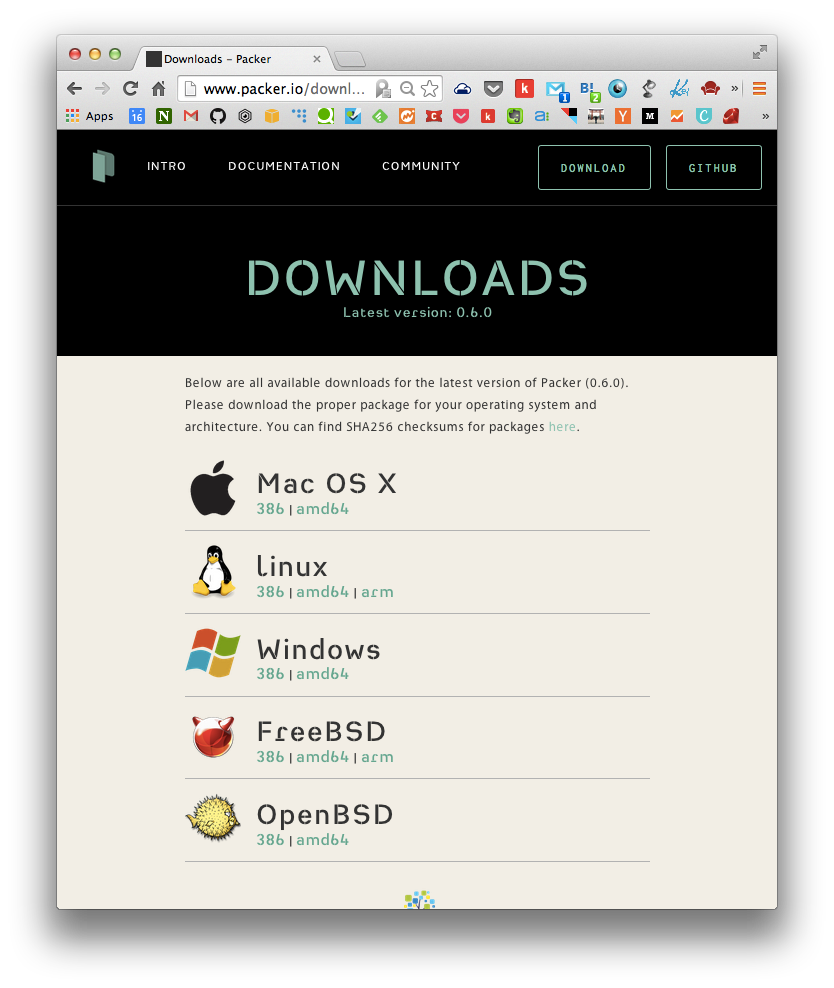 Downloads – Packer
www.packer.io/downl...
Apps
INTRO
DOCUMENTATION
COMMUNITY
DOWNLOAD
GITHUB
DOWNLOADS
Latest version: 0.6.0
Below are all available downloads for the latest version of Packer (0.6.0).
Please download the proper package for your operating system and
architecture. You can find SHA256 checksums for packages here.
Mac OS X
386 | amd64
linux
386 | amd64 | arm
Windows
386 | amd64
FreeBSD
386 | amd64 | arm
OpenBSD
386 | amd64